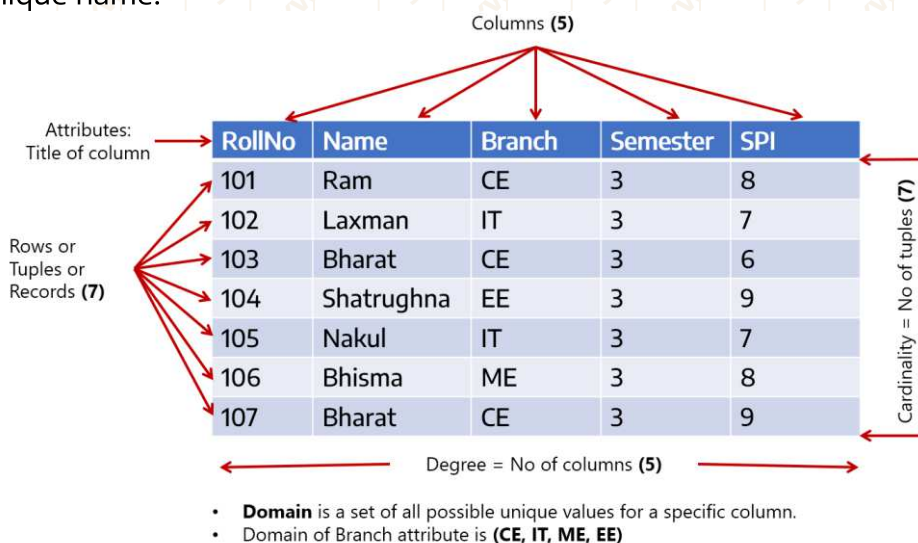 nique name.
Columns (5)
Attributes:
Title of column
RollNo Name Branch Semester SPI
101 Ram CE 3 8
102 Laxman IT 3 7
103 Bharat CE 3 6
104 Shatrughna EE 3 9
105 Nakul IT 3 7
106 Bhisma ME 3 8
107 Bharat CE 3 9
Rows or
Tuples or
Records (7)
Cardinality = No of tuples (7)
Degree = No of columns (5)
• Domain is a set of all possible unique values for a specific column.
• Domain of Branch attribute is (CE, IT, ME, EE)